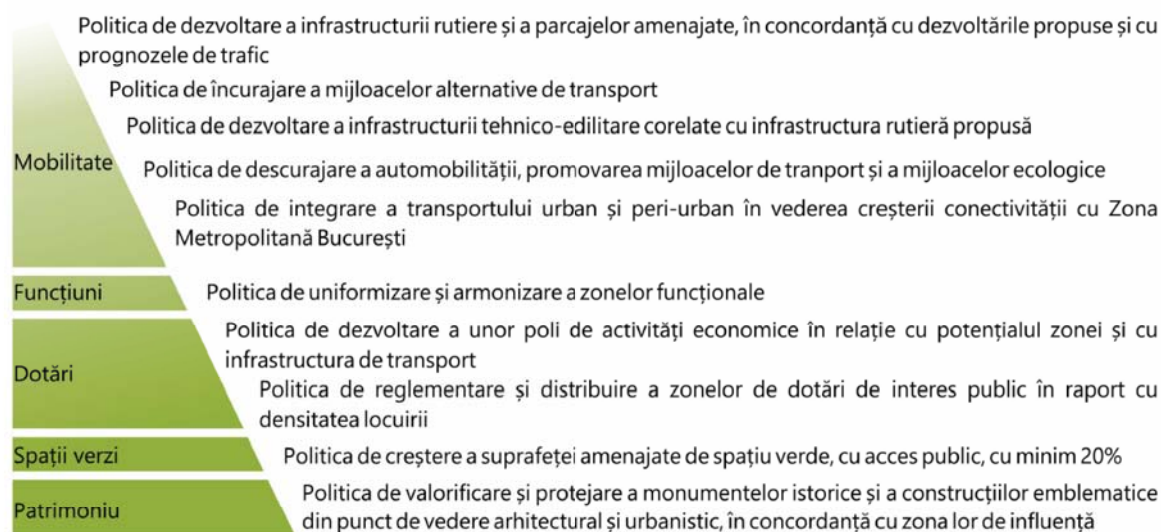 Politica de dezvoltare a infrastructurii rutiere și a parcajelor amenajate, în concordanță cu dezvoltările propuse și cu
prognozele de trafic
Politica de încurajare a mijloacelor alternative de transport
Politica de dezvoltare a infrastructurii tehnico-edilitare corelate cu infrastructura rutieră propusă
Mobilitate
Politica de descurajare a automobilității, promovarea mijloacelor de tranport și a mijloacelor ecologice
Politica de integrare a transportului urban și peri-urban în vederea creșterii conectivității cu Zona
Metropolitană București
Funcțiuni
Politica de uniformizare și armonizare a zonelor funcționale
Dotări
Politica de dezvoltare a unor poli de activități economice în relație cu potențialul zonei și cu
infrastructura de transport
Politica de reglementare și distribuire a zonelor de dotări de interes public în raport cu
densitatea locuirii
Spații verzi
Politica de creștere a suprafeței amenajate de spațiu verde, cu acces public, cu minim 20%
Patrimoniu
Politica de valorificare și protejare a monumentelor istorice și a construcțiilor emblematice
din punct de vedere arhitectural și urbanistic, în concordanță cu zona lor de influență